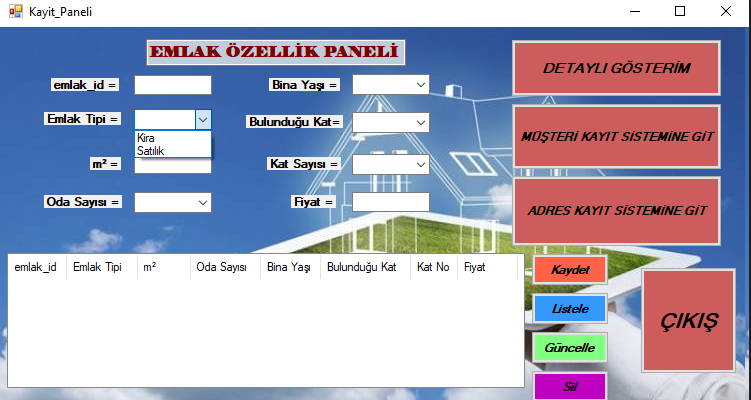 Kayit_Paneli
EMLAK ÖZELLİK PANELİ
emlak_id =
Bina Yaşı =
DETAYLI GÖSTERİM
Emlak Tipi =
Bulunduğu Kat=
Kira
Satılık
MÜŞTERİ KAYIT SİSTEMİNE GİT
m² =
Kat Sayısı =
Oda Sayısı =
Fiyat =
ADRES KAYIT SİSTEMİNE GİT
emlak_id Emlak Tipi m² Oda Sayısı Bina Yaşı Bulunduğu Kat Kat No Fiyat
Kaydet
Listele
ÇIKIŞ
Güncelle
Sil